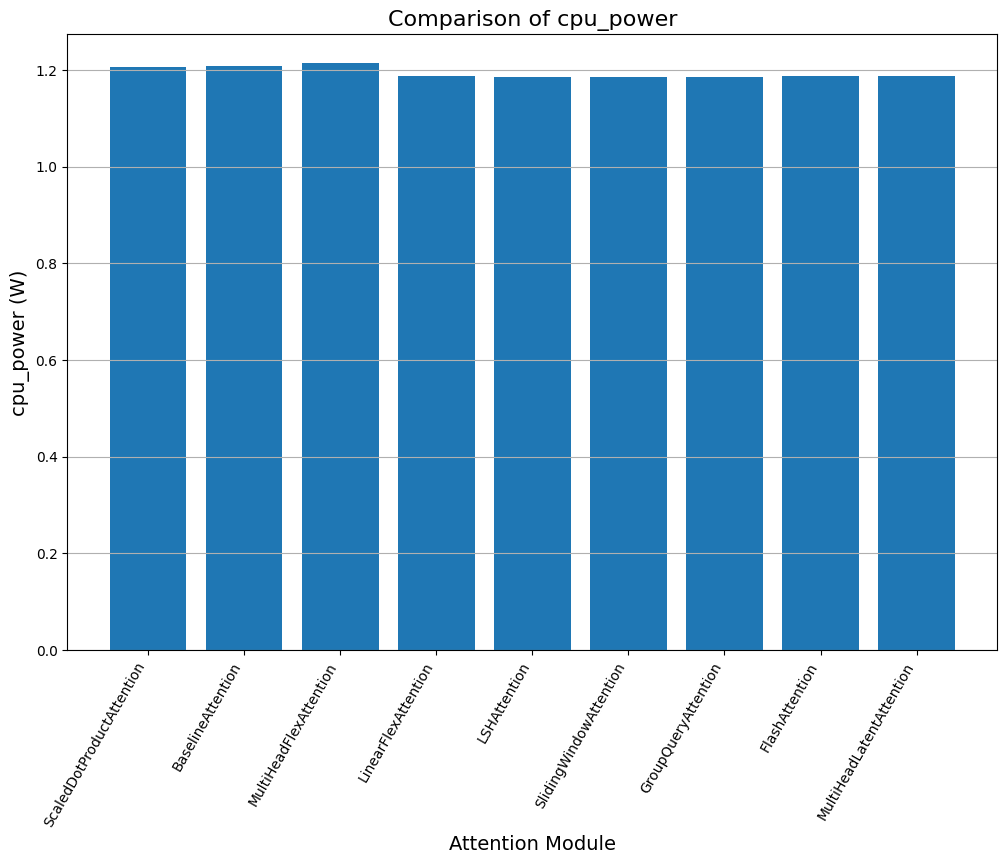 Comparison of cpu_power
cpu_power (W)
1.2
1.0
0.8
0.6
0.4
0.2
0.0
ScaledDotProductAttention
BaselineAttention
MultiHeadFlexAttention
LinearFlexAttention
LSHAttention
SlidingWindowAttention
GroupQueryAttention
FlashAttention
MultiHeadLatentAttention
Attention Module